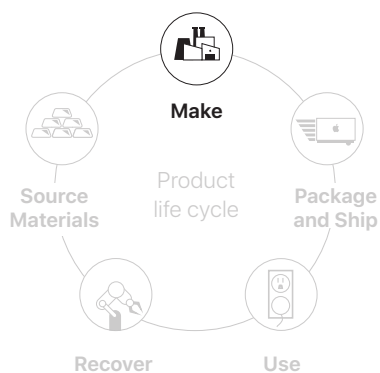 Make
Source
Materials
Product
life cycle
Package
and Ship
Recover
Use